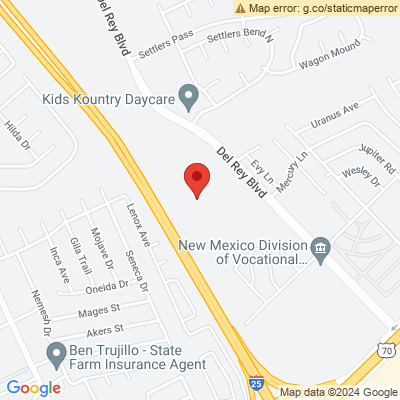 Map error: g.co/staticmaperror
Del Rey Blvd
Settlers Pass
Settlers Bend N
Wagon Mound
Kids Kountry Daycare
Uranus Ave
Hilda Dr
Del Rey Blvd
Evy Ln
Mercury Ln
Jupiter Rd
Wesley Dr
Lenox Ave
Mojave Dr
Gila Trail
Inca Ave
Seneca Dr
New Mexico Division
of Vocational...
Oneida Dr
Nemesh Dr
Mages St
Akers St
70
Ben Trujillo - State
Farm Insurance Agent
25
Google
Map data ©2024 Google